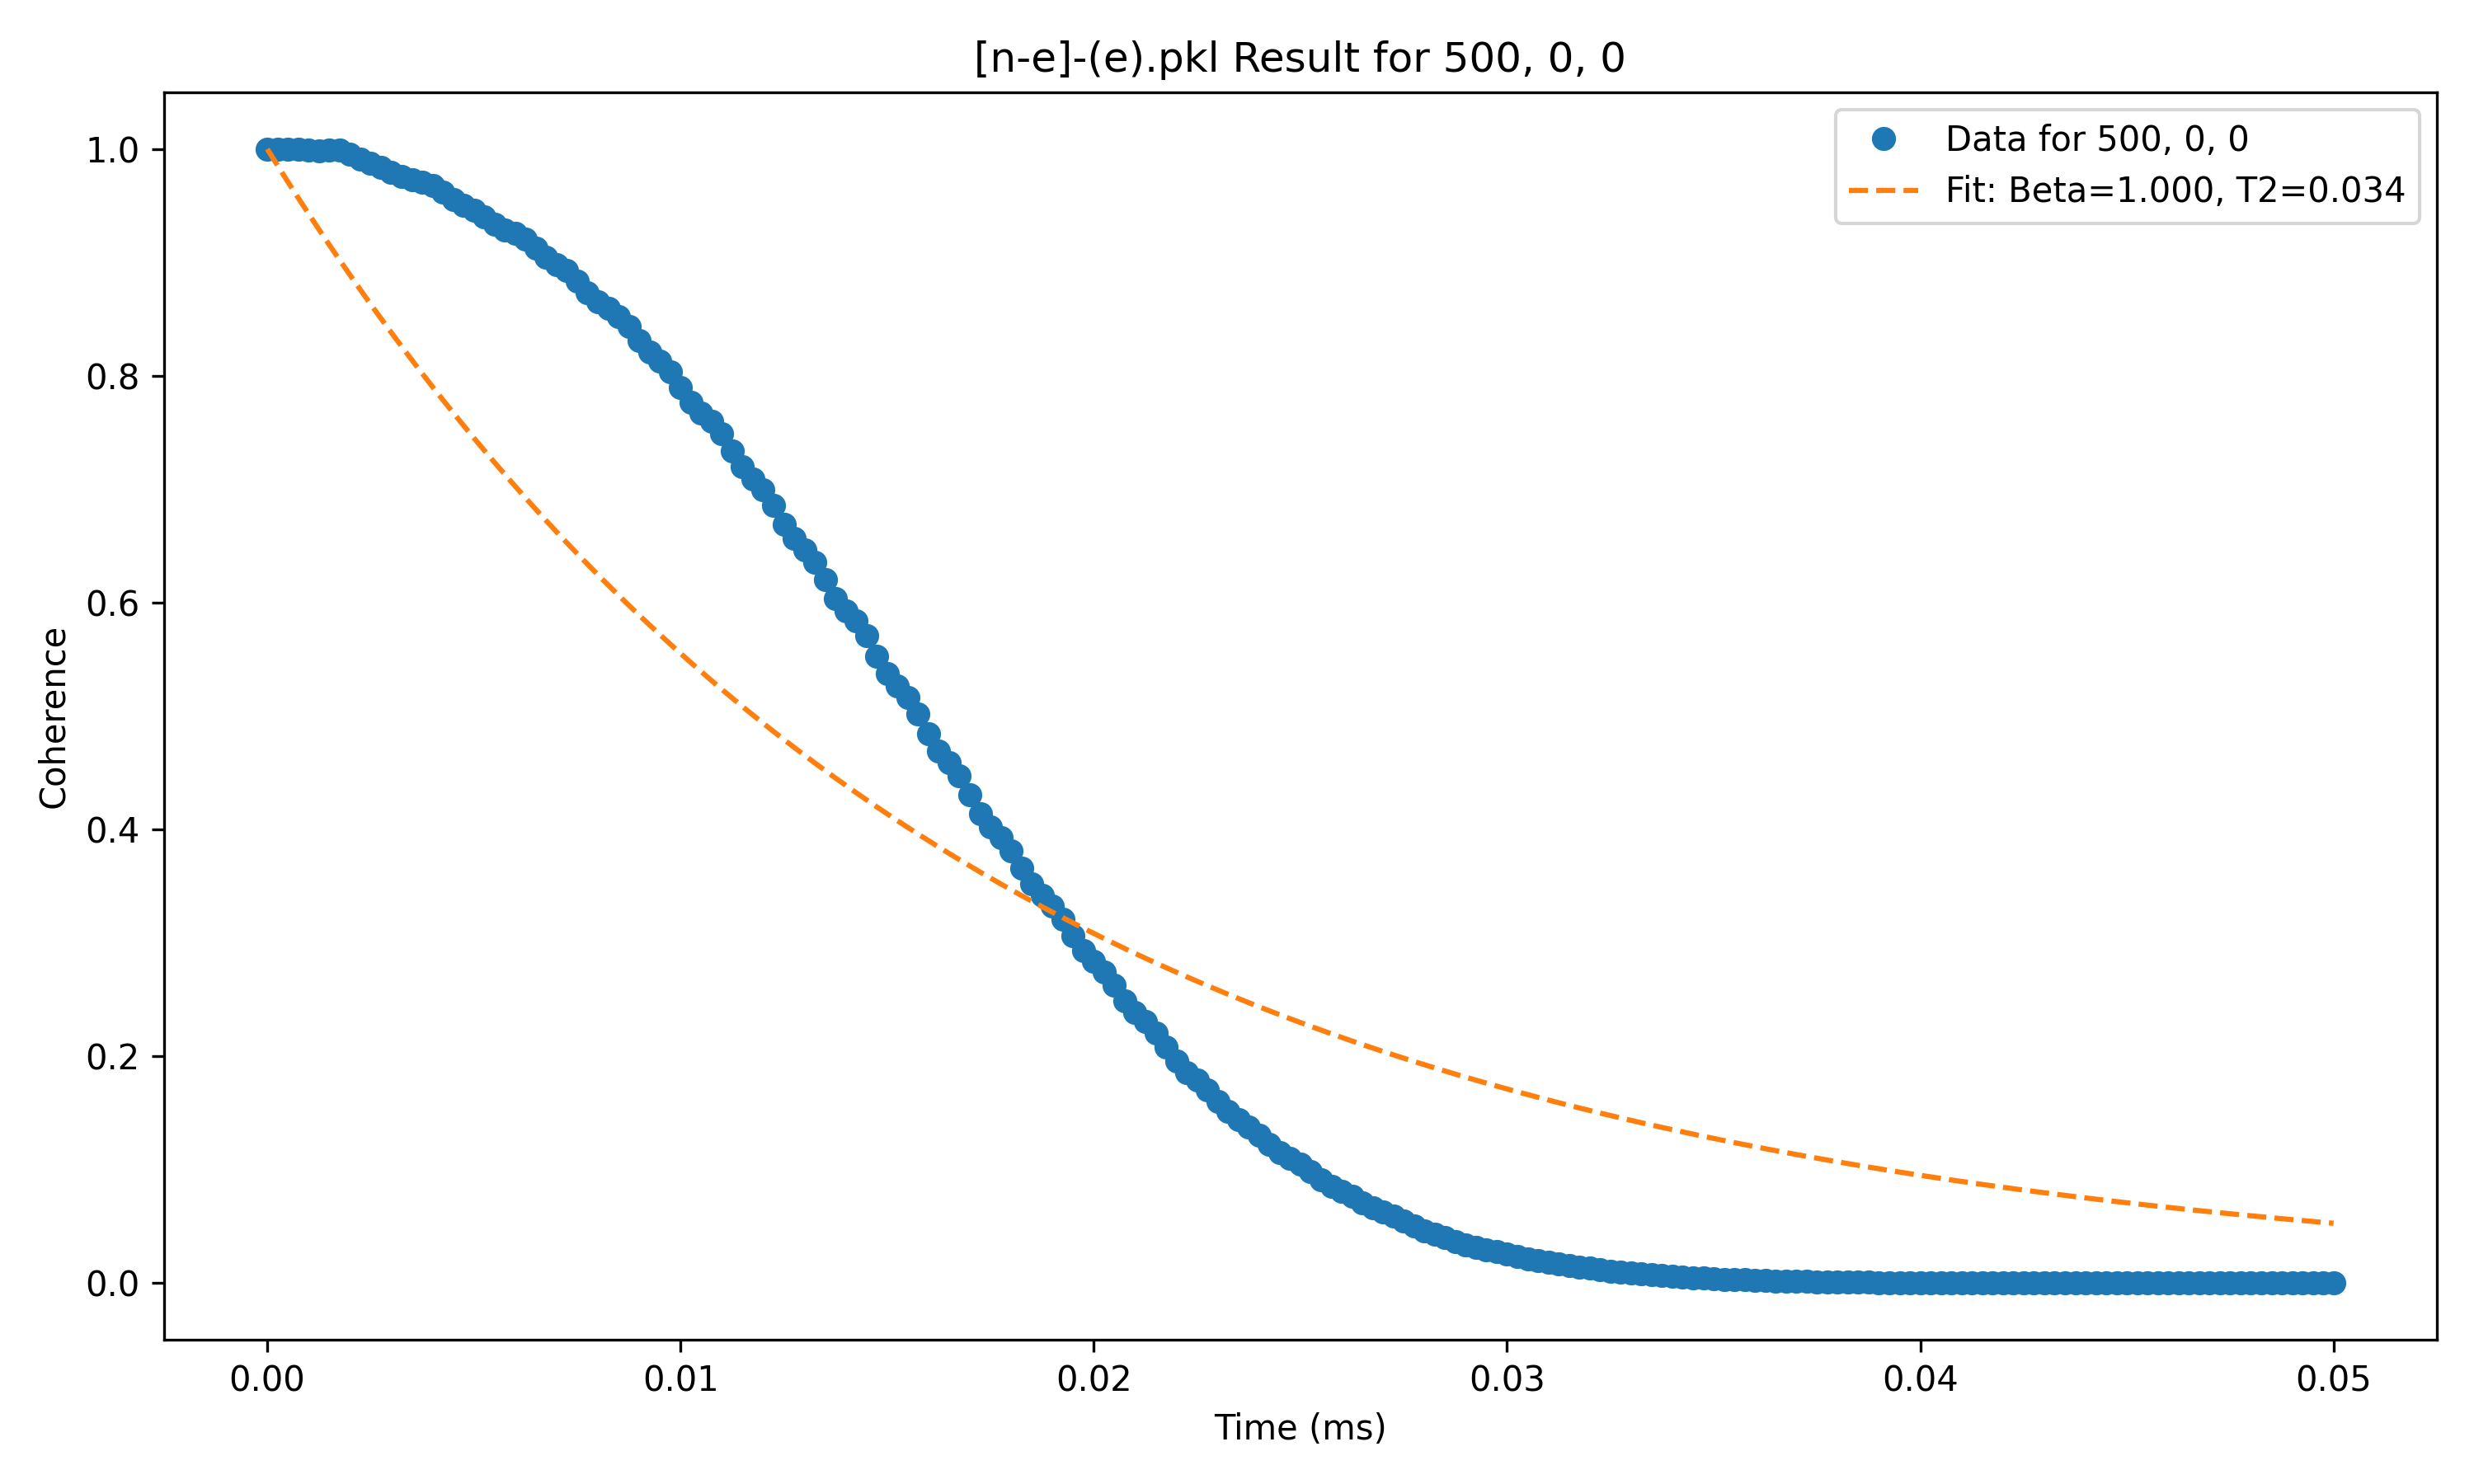 [n-e]-(e).pkl Result for 500, 0, 0
Data for 500, 0, 0
Fit: Beta=1.000, T2=0.034
Coherence
1.0
0.8
0.6
0.4
0.2
0.0
0.00 0.01 0.02 0.03 0.04 0.05
Time (ms)